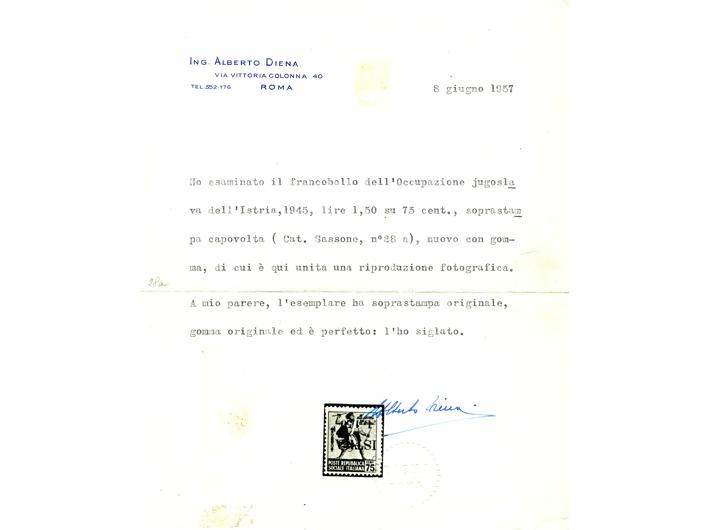 ING. ALBERTO DIENA
VIA VITTORIA COLONNA 40
TEL. 552-176 ROMA
8 giugno 1957
Ho esaminato il francobollo dell'Occupazione jugosla
va dell'Istria,1945, lire 1,50 su 75 cent., soprastam
pa capovolta ( Cat. Sassone, n°28 a), nuovo con gom-
ma, di cui è qui unita una riproduzione fotografica.
28a
A mio parere, l'esemplare ha soprastampa originale,
gomma originale ed è perfetto: l'ho siglato.
Alberto Diena
ISTRA
POSTE REPUBBLICA
SOCIALE ITALIANA
75